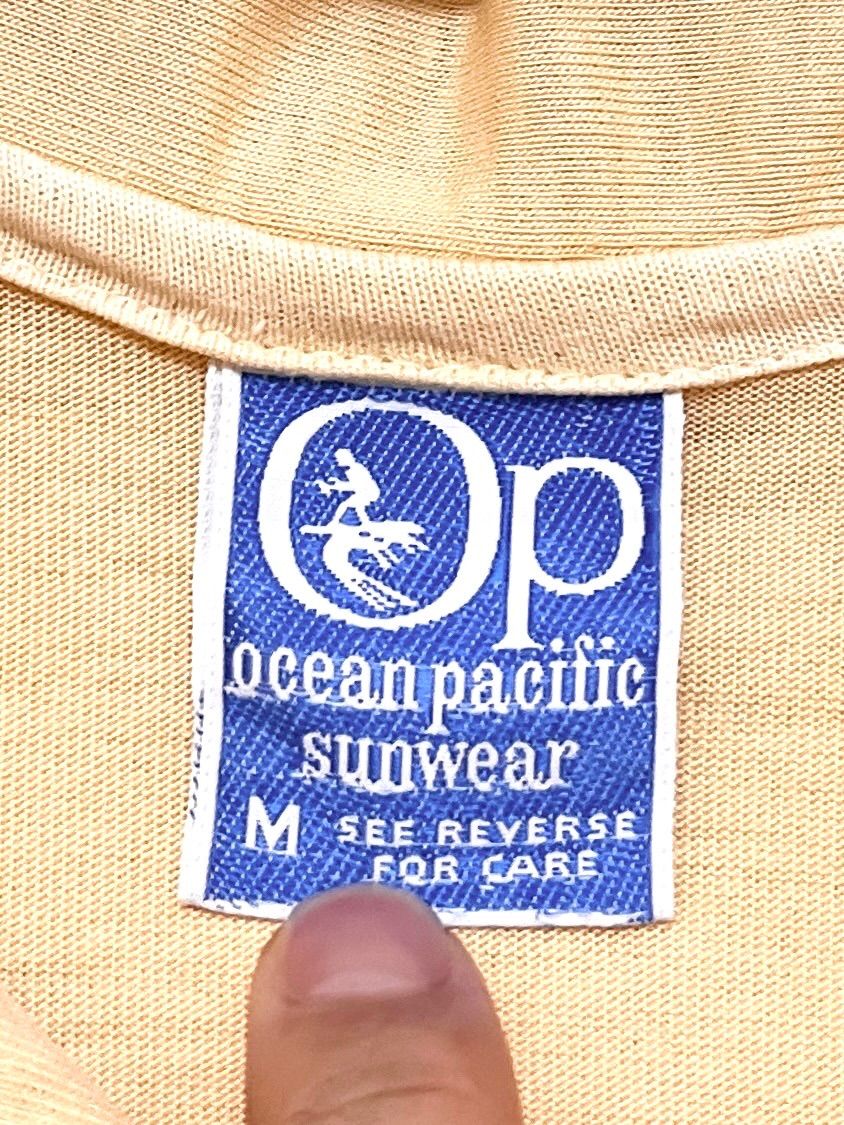 Op
ocean pacific
sunwear
M SEE REVERSE
FOR CARE